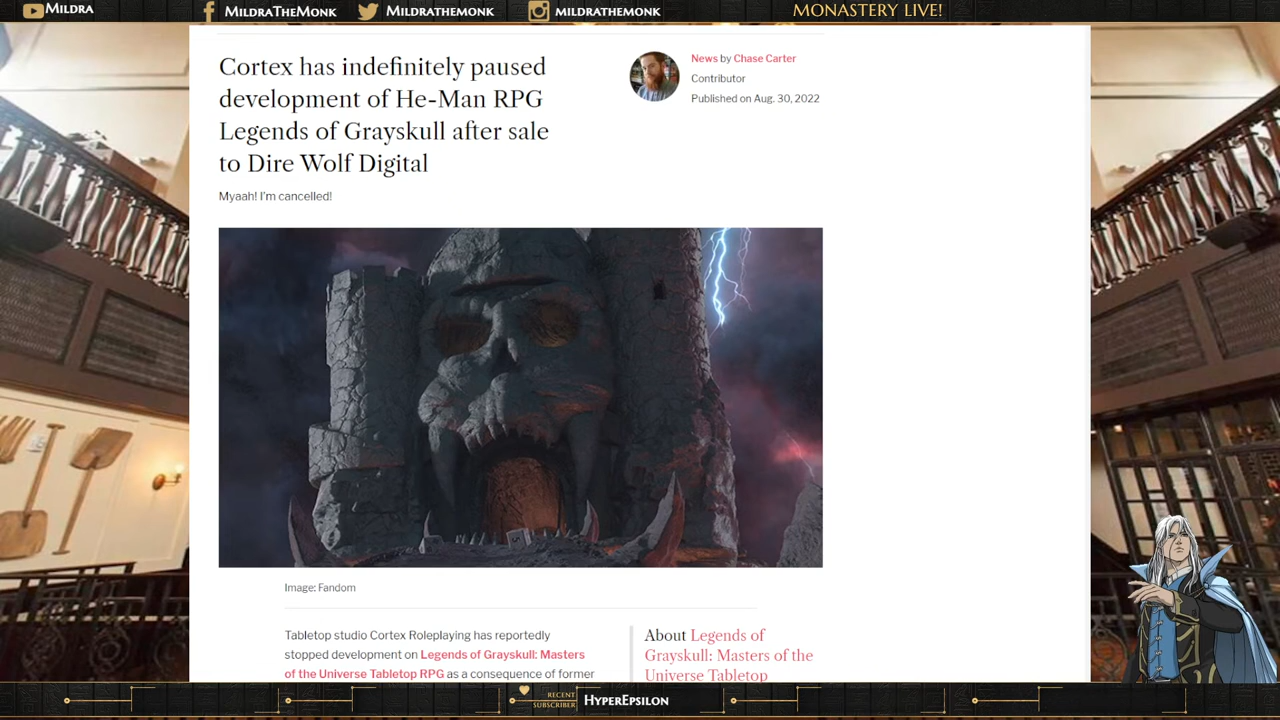 Mildra
MildraTheMonk
Mildrathemonk
mildrathemonk
MONASTERY LIVE!
Cortex has indefinitely paused
development of He-Man RPG
Legends of Grayskull after sale
to Dire Wolf Digital
Myaah! I'm cancelled!
News by Chase Carter
Contributor
Published on Aug. 30, 2022
Image: Fandom
Tabletop studio Cortex Roleplaying has reportedly
stopped development on Legends of Grayskull: Masters
of the Universe Tabletop RPG as a consequence of former
About Legends of
Grayskull: Masters of the
Universe Tabletop
RECENT
SUBSCRIBER
HyperEpsilon